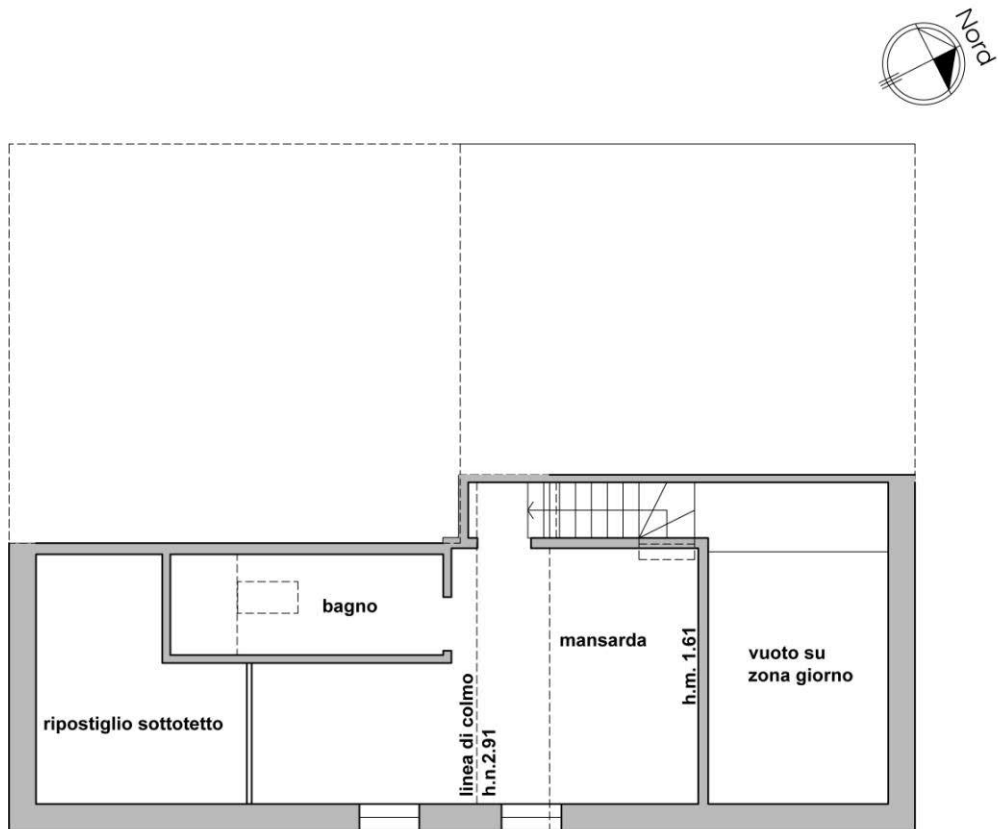 Nord
bagno
mansarda
h.m. 1.61
vuoto su
zona giorno
ripostiglio sottotetto
linea di colmo
h.n.2.91